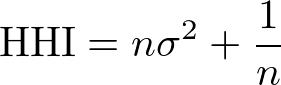 HHI = nσ² + 1/n